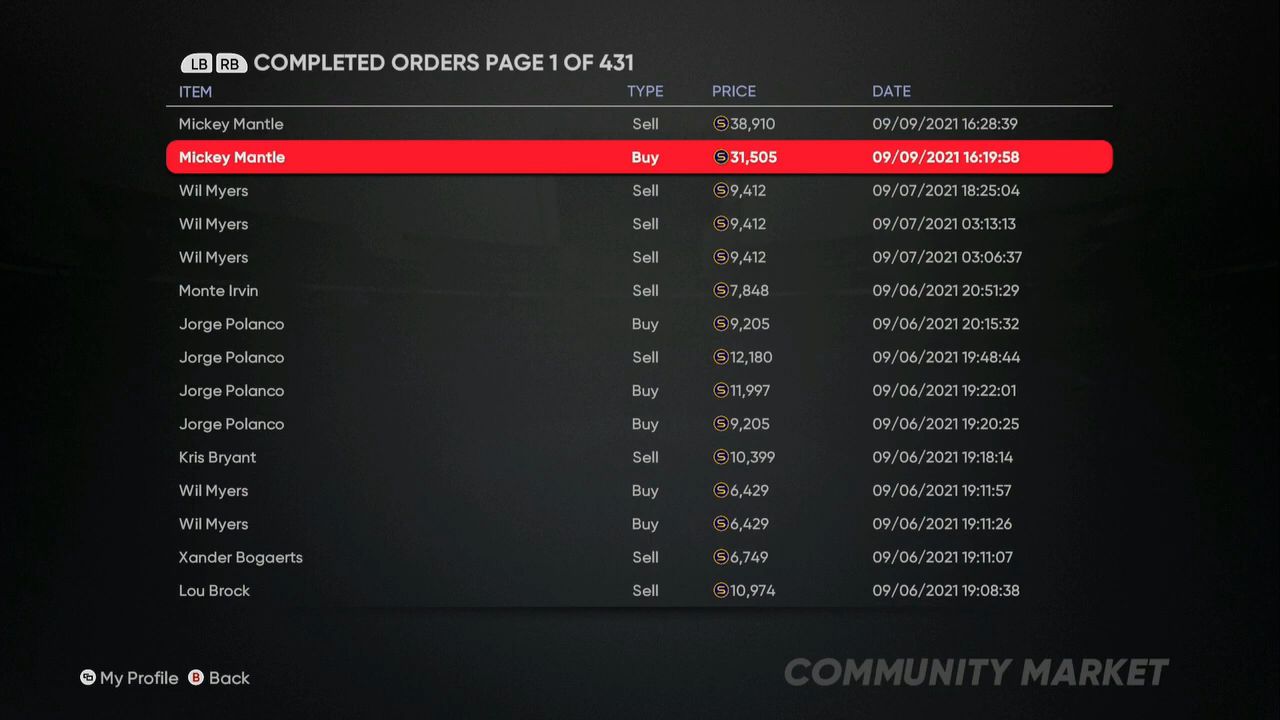 LB RB COMPLETED ORDERS PAGE 1 OF 431
ITEM TYPE PRICE DATE
Mickey Mantle Sell S 38,910 09/09/2021 16:28:39
Mickey Mantle Buy S 31,505 09/09/2021 16:19:58
Wil Myers Sell S 9,412 09/07/2021 18:25:04
Wil Myers Sell S 9,412 09/07/2021 03:13:13
Wil Myers Sell S 9,412 09/07/2021 03:06:37
Monte Irvin Sell S 7,848 09/06/2021 20:51:29
Jorge Polanco Buy S 9,205 09/06/2021 20:15:32
Jorge Polanco Sell S 12,180 09/06/2021 19:48:44
Jorge Polanco Buy S 11,997 09/06/2021 19:22:01
Jorge Polanco Buy S 9,205 09/06/2021 19:20:25
Kris Bryant Sell S 10,399 09/06/2021 19:18:14
Wil Myers Buy S 6,429 09/06/2021 19:11:57
Wil Myers Buy S 6,429 09/06/2021 19:11:26
Xander Bogaerts Sell S 6,749 09/06/2021 19:11:07
Lou Brock Sell S 10,974 09/06/2021 19:08:38
My Profile B Back
COMMUNITY MARKET